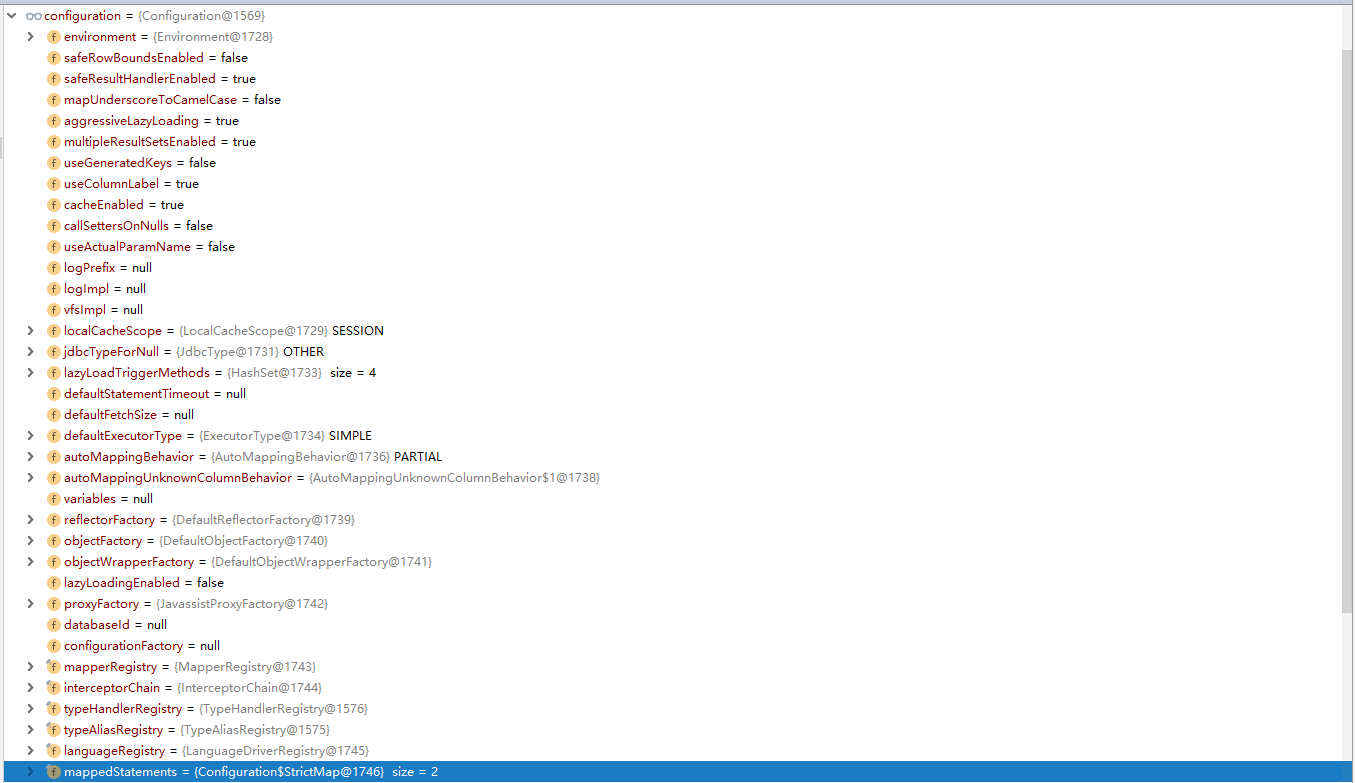 configuration = {Configuration@1569}
environment = {Environment@1728}
safeRowBoundsEnabled = false
safeResultHandlerEnabled = true
mapUnderscoreToCamelCase = false
aggressiveLazyLoading = true
multipleResultSetsEnabled = true
useGeneratedKeys = false
useColumnLabel = true
cacheEnabled = true
callSettersOnNulls = false
useActualParamName = false
logPrefix = null
logImpl = null
vfsImpl = null
localCacheScope = {LocalCacheScope@1729} SESSION
jdbcTypeForNull = {JdbcType@1731} OTHER
lazyLoadTriggerMethods = {HashSet@1733} size = 4
defaultStatementTimeout = null
defaultFetchSize = null
defaultExecutorType = {ExecutorType@1734} SIMPLE
autoMappingBehavior = {AutoMappingBehavior@1736} PARTIAL
autoMappingUnknownColumnBehavior = {AutoMappingUnknownColumnBehavior$1@1738}
variables = null
reflectorFactory = {DefaultReflectorFactory@1739}
objectFactory = {DefaultObjectFactory@1740}
objectWrapperFactory = {DefaultObjectWrapperFactory@1741}
lazyLoadingEnabled = false
proxyFactory = {JavassistProxyFactory@1742}
databaseId = null
configurationFactory = null
mapperRegistry = {MapperRegistry@1743}
interceptorChain = {InterceptorChain@1744}
typeHandlerRegistry = {TypeHandlerRegistry@1576}
typeAliasRegistry = {TypeAliasRegistry@1575}
languageRegistry = {LanguageDriverRegistry@1745}
mappedStatements = {Configuration$StrictMap@1746} size = 2